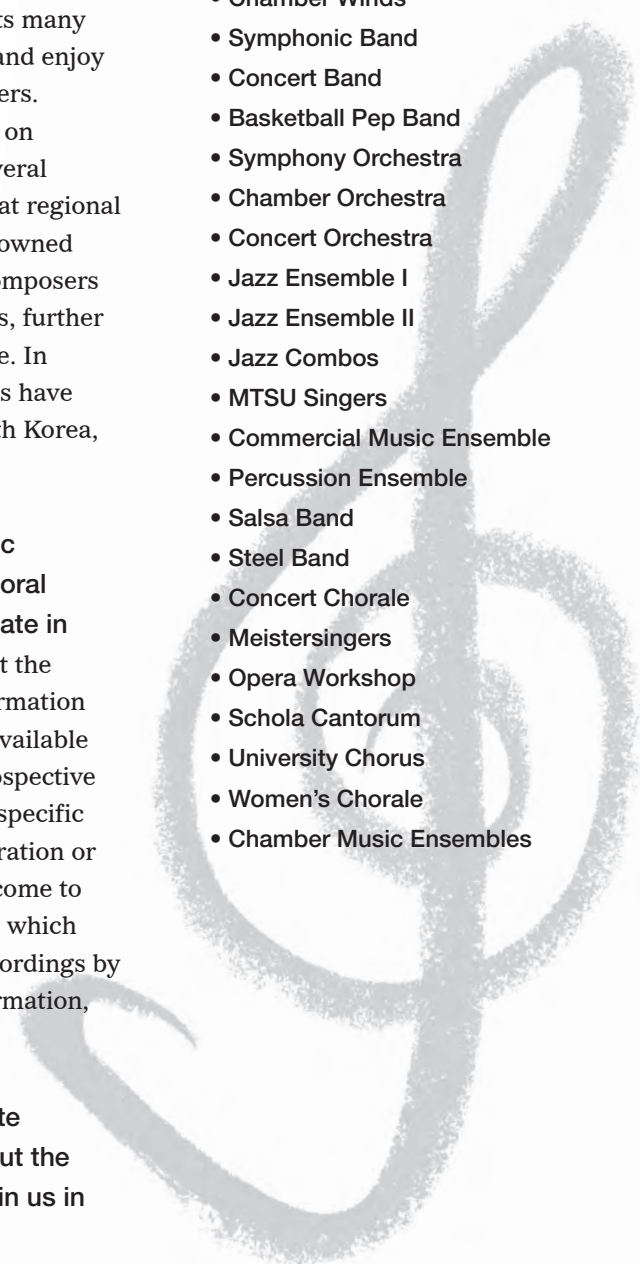 ts many
and enjoy
ers.
on
veral
at regional
owned
omposers
s, further
e. In
s have
th Korea,
c
oral
ate in
t the
rmation
vailable
ospective
specific
ration or
come to
which
ordings by
rmation,
te
ut the
in us in
• Chamber Winds
• Symphonic Band
• Concert Band
• Basketball Pep Band
• Symphony Orchestra
• Chamber Orchestra
• Concert Orchestra
• Jazz Ensemble I
• Jazz Ensemble II
• Jazz Combos
• MTSU Singers
• Commercial Music Ensemble
• Percussion Ensemble
• Salsa Band
• Steel Band
• Concert Chorale
• Meistersingers
• Opera Workshop
• Schola Cantorum
• University Chorus
• Women’s Chorale
• Chamber Music Ensembles